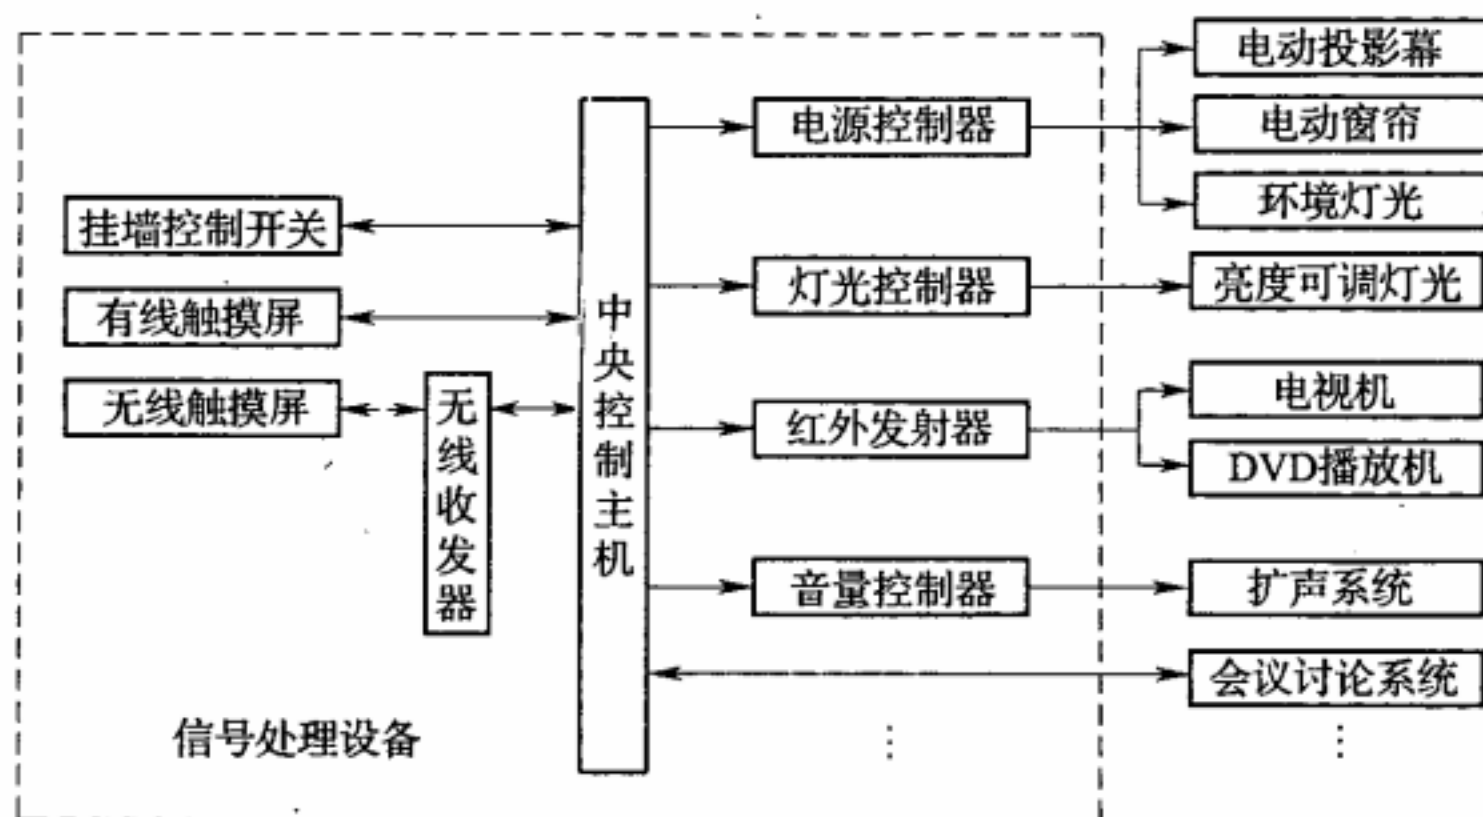 电动投影幕
电源控制器
电动窗帘
环境灯光
挂墙控制开关
灯光控制器
亮度可调灯光
有线触摸屏
中央控制主机
无线触摸屏
无线收发器
红外发射器
电视机
DVD播放机
音量控制器
扩声系统
会议讨论系统
信号处理设备
⋮
⋮